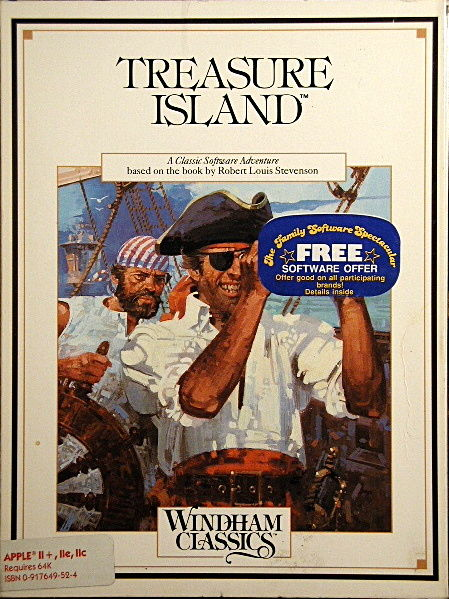 TREASURE
ISLAND™
A Classic Software Adventure
based on the book by Robert Louis Stevenson
The Family Software Spectacular
FREE
SOFTWARE OFFER
Offer good on all participating
brands!
Details inside
WINDHAM
CLASSICS™
APPLE® II+, IIe, IIc
Requires 64K
ISBN 0-917649-52-4